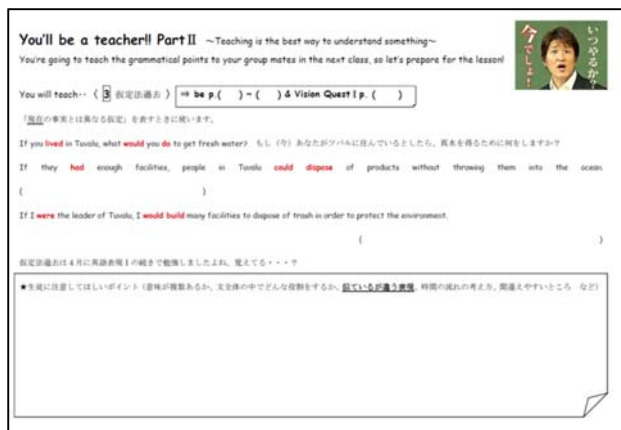 You'll be a teacher!! Part II ～Teaching is the best way to understand something～
You're going to teach the grammatical points to your group mates in the next class, so let's prepare for the lesson!
いつやるか？
今でしょ！
You will teach‥（ 3 仮定法過去 ） ⇒ be p.(　) ~ (　) & Vision Quest I p. (　)
「現在の事実とは異なる仮定」を表すときに使います。
If you lived in Tuvalu, what would you do to get fresh water? もし（今）あなたがツバルに住んでいるとしたら、真水を得るために何をしますか？
If they had enough facilities, people in Tuvalu could dispose of products without throwing them into the ocean.
(　)
If I were the leader of Tuvalu, I would build many facilities to dispose of trash in order to protect the environment.
(　)
仮定法過去は４月に英語表現Ⅰの続きで勉強しましたよね。覚えてる・・・？
★生徒に注意してほしいポイント（意味が複数あるか、文全体の中でどんな役割をするか、似ているが違う表現、時間の流れの考え方、間違えやすいところ　など）